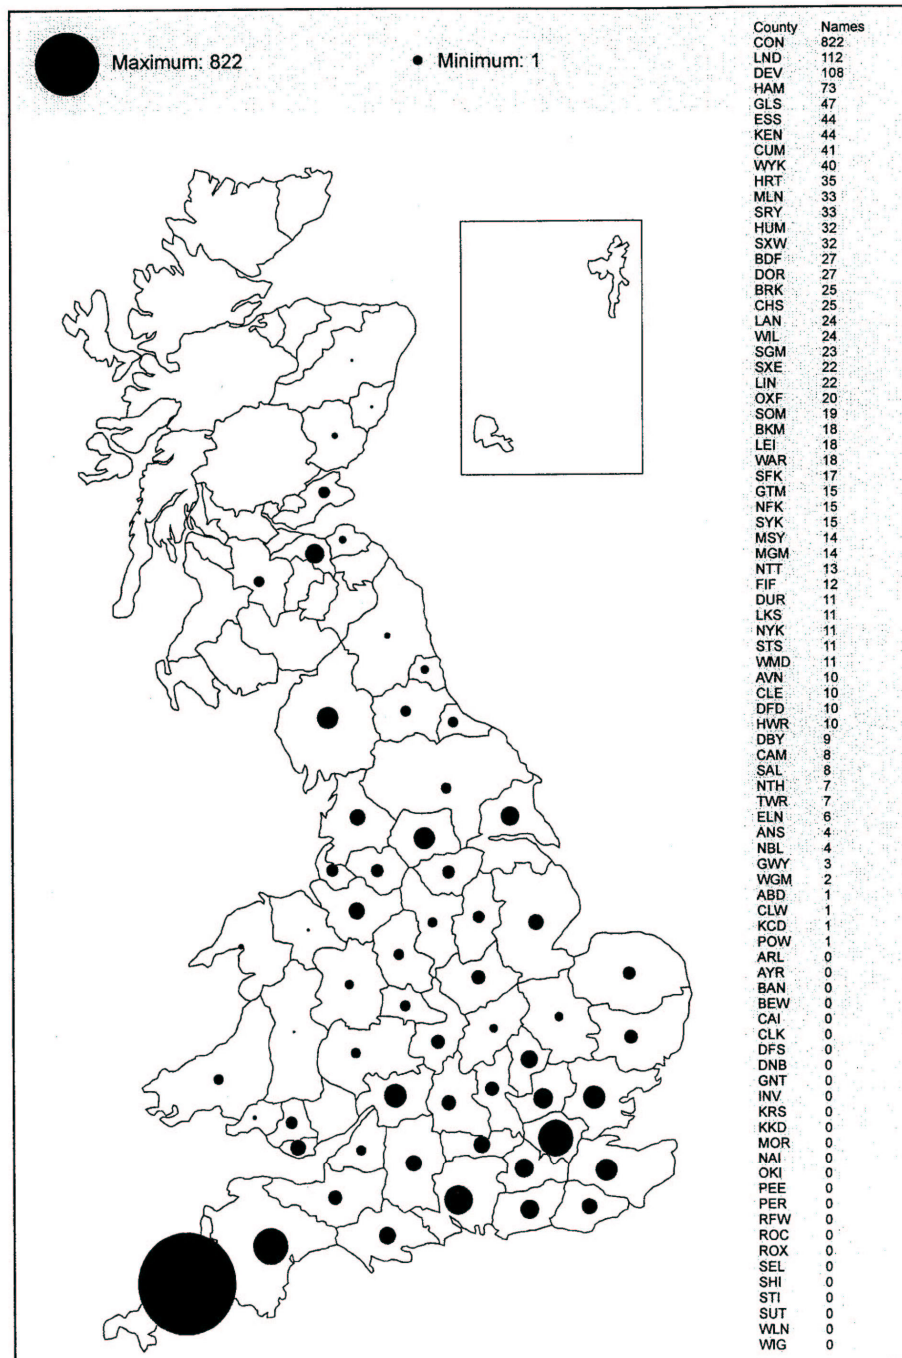 Maximum: 822
Minimum: 1
County Names
CON 822
LND 112
DEV 108
HAM 73
GLS 47
ESS 44
KEN 44
CUM 41
WYK 40
HRT 35
MLN 33
SRY 33
HUM 32
SXW 32
BDF 27
DOR 27
BRK 25
CHS 25
LAN 24
WIL 24
SGM 23
SXE 22
LIN 22
OXF 20
SOM 19
BKM 18
LEI 18
WAR 18
SFK 17
GTM 15
NFK 15
SYK 15
MSY 14
MGM 14
NTT 13
FIF 12
DUR 11
LKS 11
NYK 11
STS 11
WMD 11
AVN 10
CLE 10
DFD 10
HWR 10
DBY 9
CAM 8
SAL 8
NTH 7
TWR 7
ELN 6
ANS 4
NBL 4
GWY 3
WGM 2
ABD 1
CLW 1
KCD 1
POW 1
ARL 0
AYR 0
BAN 0
BEW 0
CAI 0
CLK 0
DFS 0
DNB 0
GNT 0
INV 0
KRS 0
KKD 0
MOR 0
NAI 0
OKI 0
PEE 0
PER 0
RFW 0
ROC 0
ROX 0
SEL 0
SHI 0
STI 0
SUT 0
WLN 0
WIG 0